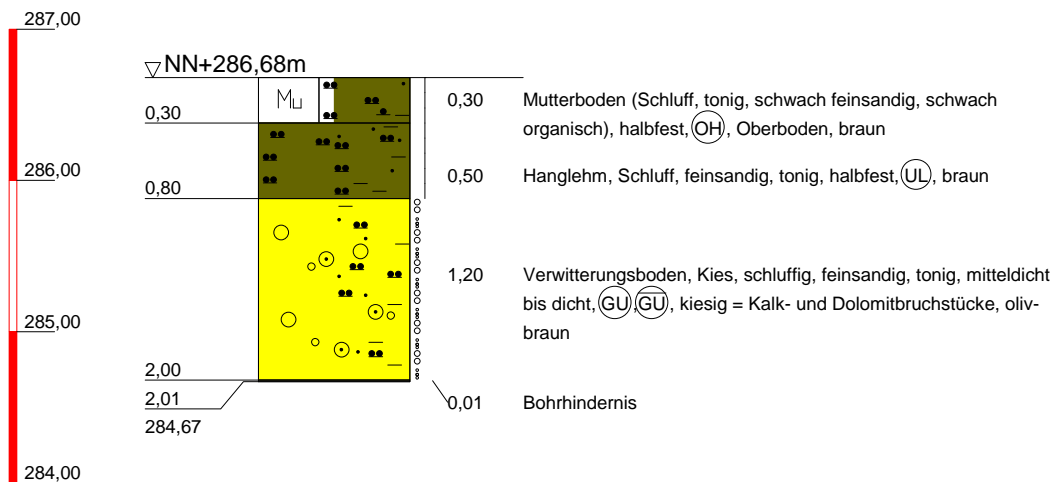 287,00
NN+286,68m
Mu
0,30
0,30
Mutterboden (Schluff, tonig, schwach feinsandig, schwach
organisch), halbfest, OH, Oberboden, braun
286,00
0,80
0,50
Hanglehm, Schluff, feinsandig, tonig, halbfest, UL, braun
1,20
Verwitterungsboden, Kies, schluffig, feinsandig, tonig, mitteldicht
bis dicht, GU, G̅U̅, kiesig = Kalk- und Dolomitbruchstücke, oliv-
braun
285,00
2,00
2,01
284,67
0,01
Bohrhindernis
284,00